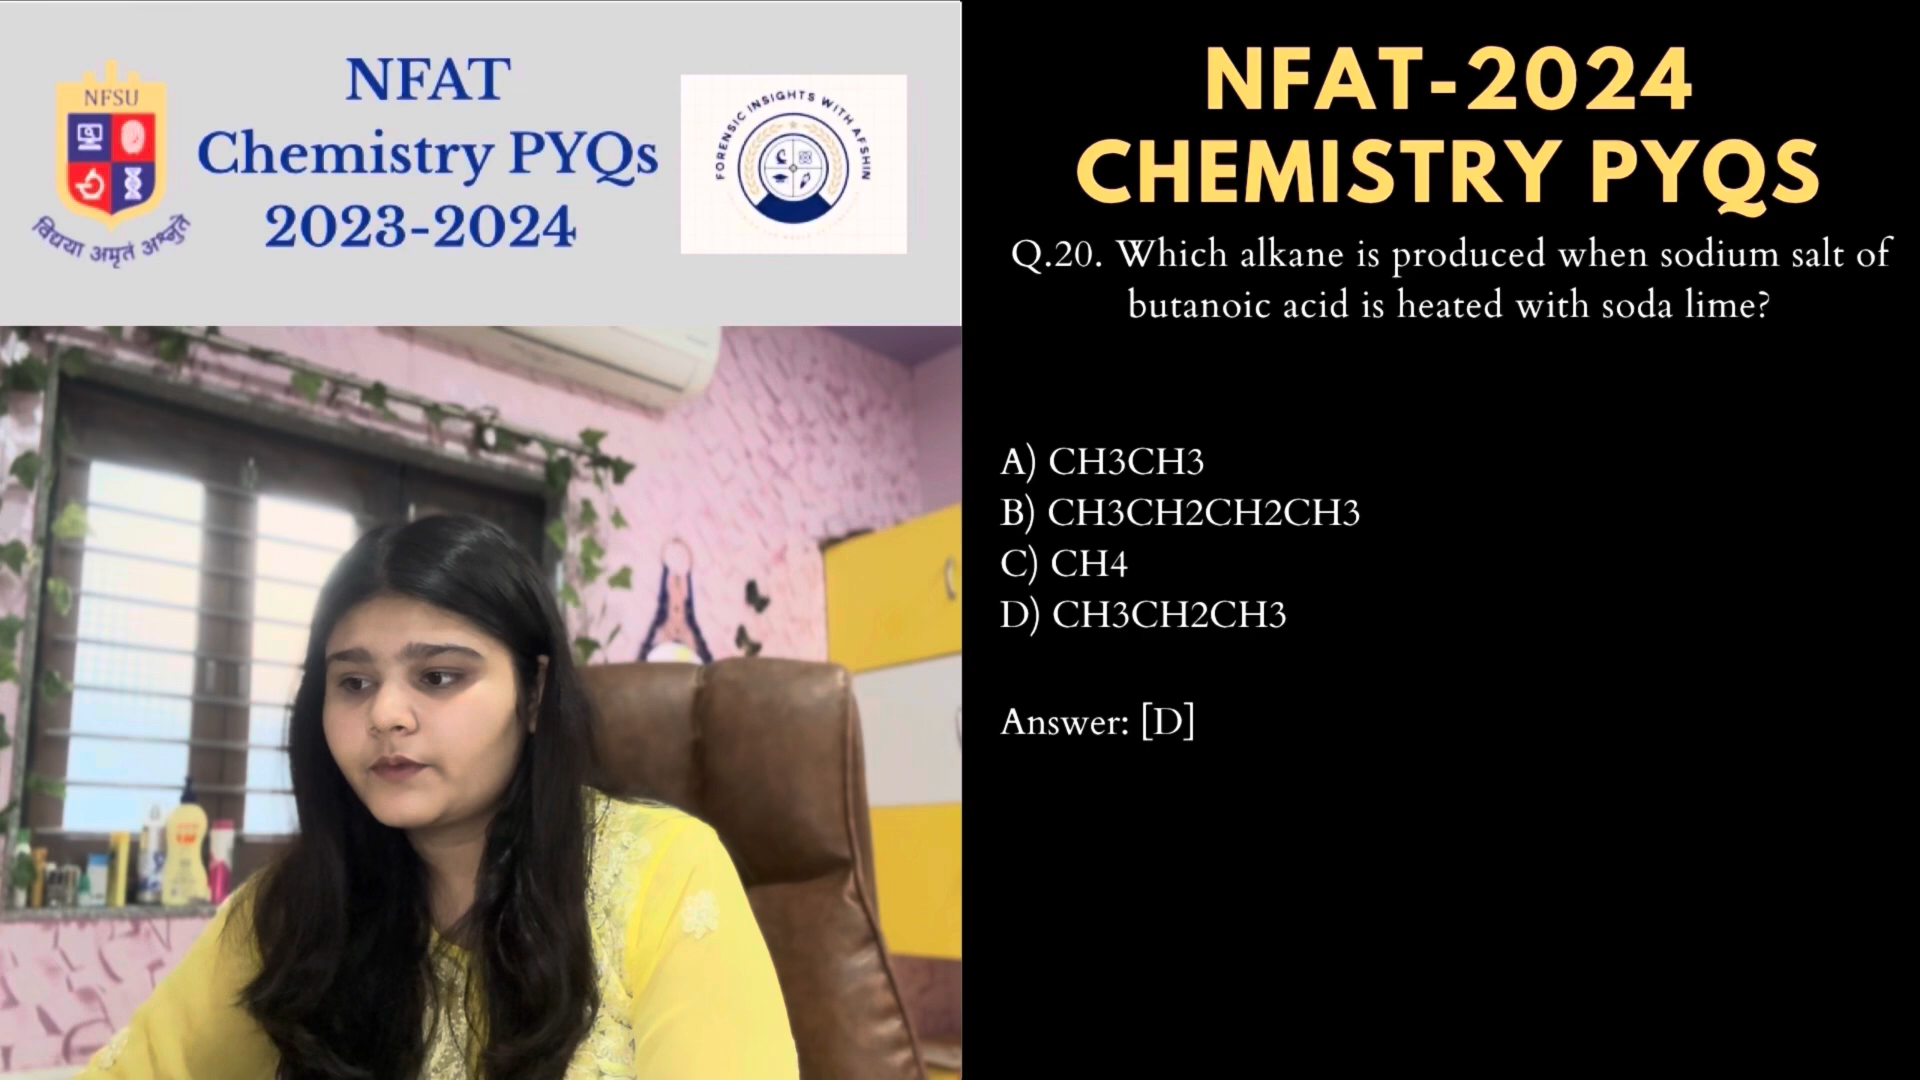 NFSU
विद्यया अमृतं अश्नुते
NFAT
Chemistry PYQs
2023-2024
FORENSIC INSIGHTS WITH AFSHIN
NFAT-2024
CHEMISTRY PYQS
Q.20. Which alkane is produced when sodium salt of
butanoic acid is heated with soda lime?
A) CH3CH3
B) CH3CH2CH2CH3
C) CH4
D) CH3CH2CH3
Answer: [D]